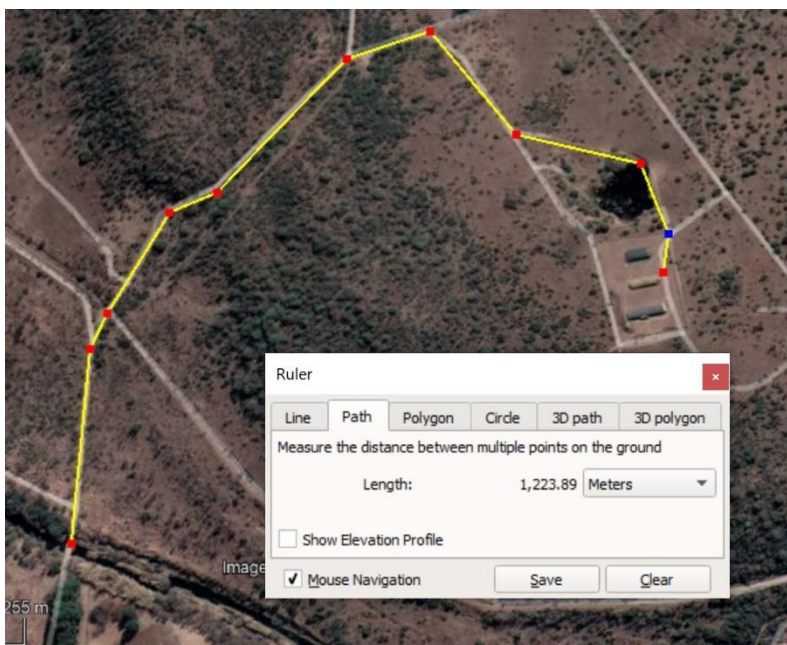 Ruler
×
Line Path Polygon Circle 3D path 3D polygon
Measure the distance between multiple points on the ground
Length: 1,223.89 Meters
Show Elevation Profile
Image
Mouse Navigation Save Clear
255 m